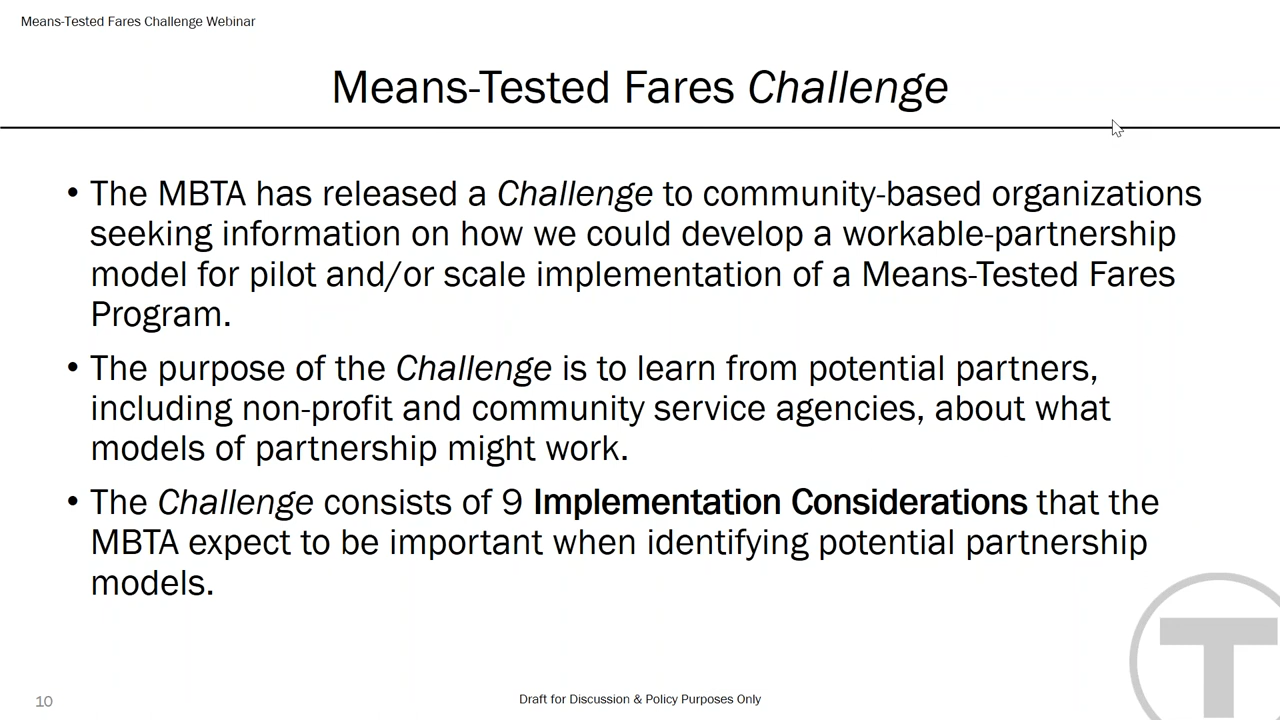 Means-Tested Fares Challenge Webinar
Means-Tested Fares Challenge
• The MBTA has released a Challenge to community-based organizations
seeking information on how we could develop a workable-partnership
model for pilot and/or scale implementation of a Means-Tested Fares
Program.
• The purpose of the Challenge is to learn from potential partners,
including non-profit and community service agencies, about what
models of partnership might work.
• The Challenge consists of 9 Implementation Considerations that the
MBTA expect to be important when identifying potential partnership
models.
T
10
Draft for Discussion & Policy Purposes Only